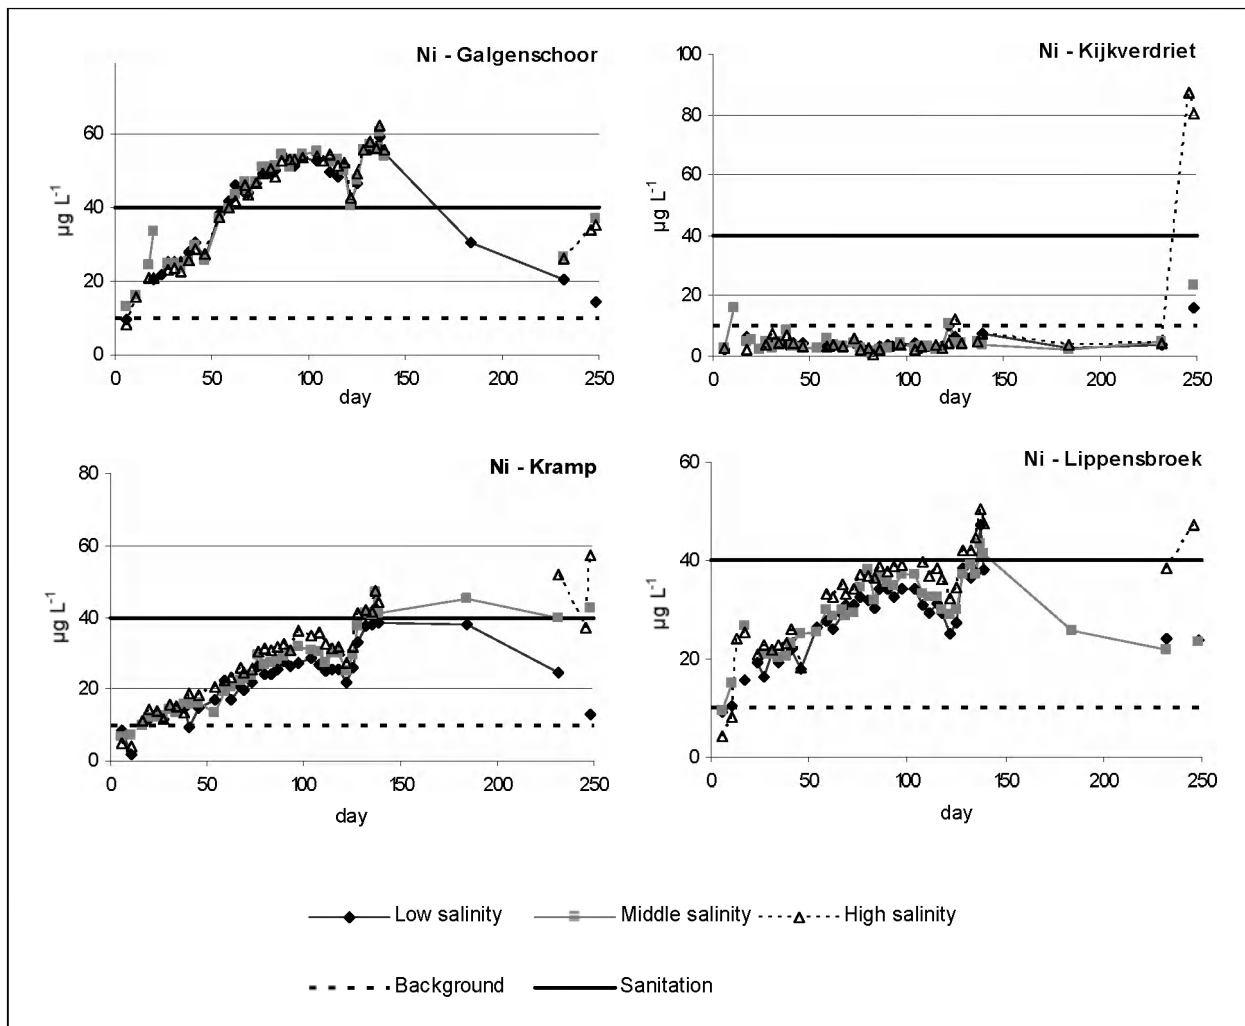 Ni - Galgenschoor
µg L-1
60
40
20
0
0 50 100 150 200 250
day
Ni - Kijkverdriet
µg L-1
100
80
60
40
20
0
0 50 100 150 200 250
day
Ni - Kramp
µg L-1
80
60
40
20
0
0 50 100 150 200 250
day
Ni - Lippensbroek
µg L-1
60
40
20
0
0 50 100 150 200 250
day
Low salinity Middle salinity High salinity
Background Sanitation